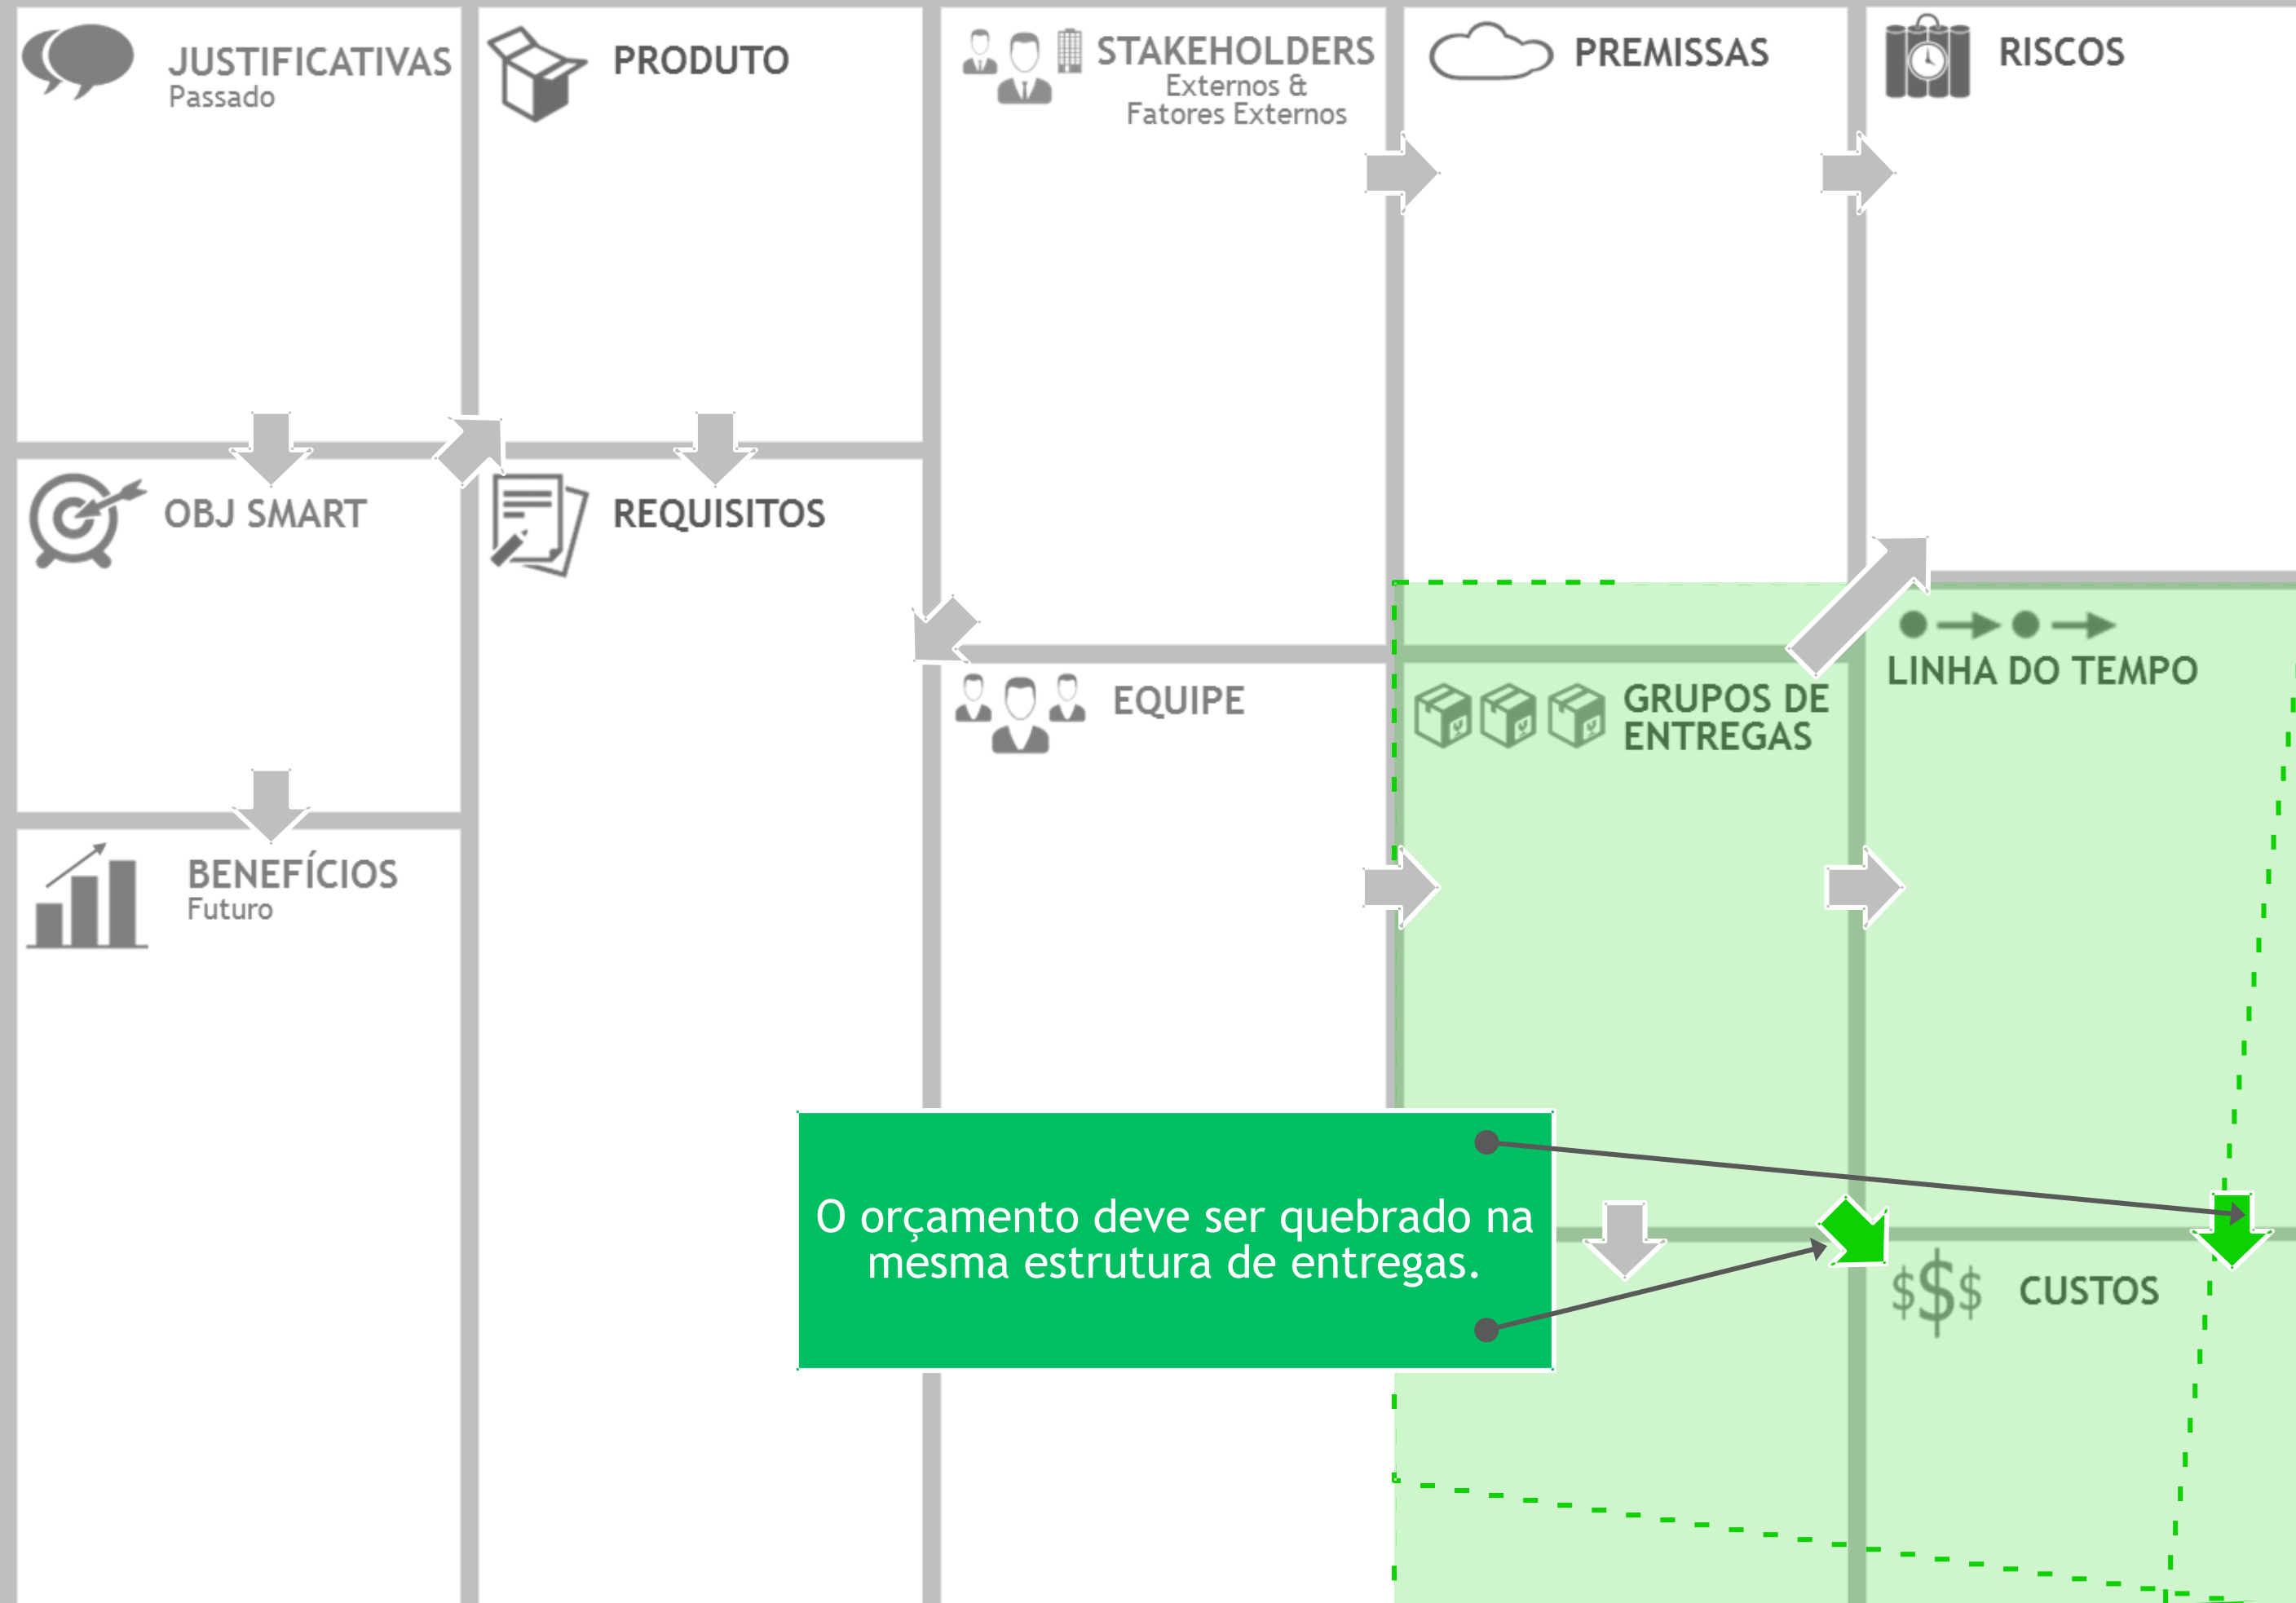 JUSTIFICATIVAS
Passado
PRODUTO
STAKEHOLDERS
Externos &
Fatores Externos
PREMISSAS
RISCOS
OBJ SMART
REQUISITOS
EQUIPE
GRUPOS DE
ENTREGAS
LINHA DO TEMPO
BENEFÍCIOS
Futuro
O orçamento deve ser quebrado na
mesma estrutura de entregas.
$$$ CUSTOS